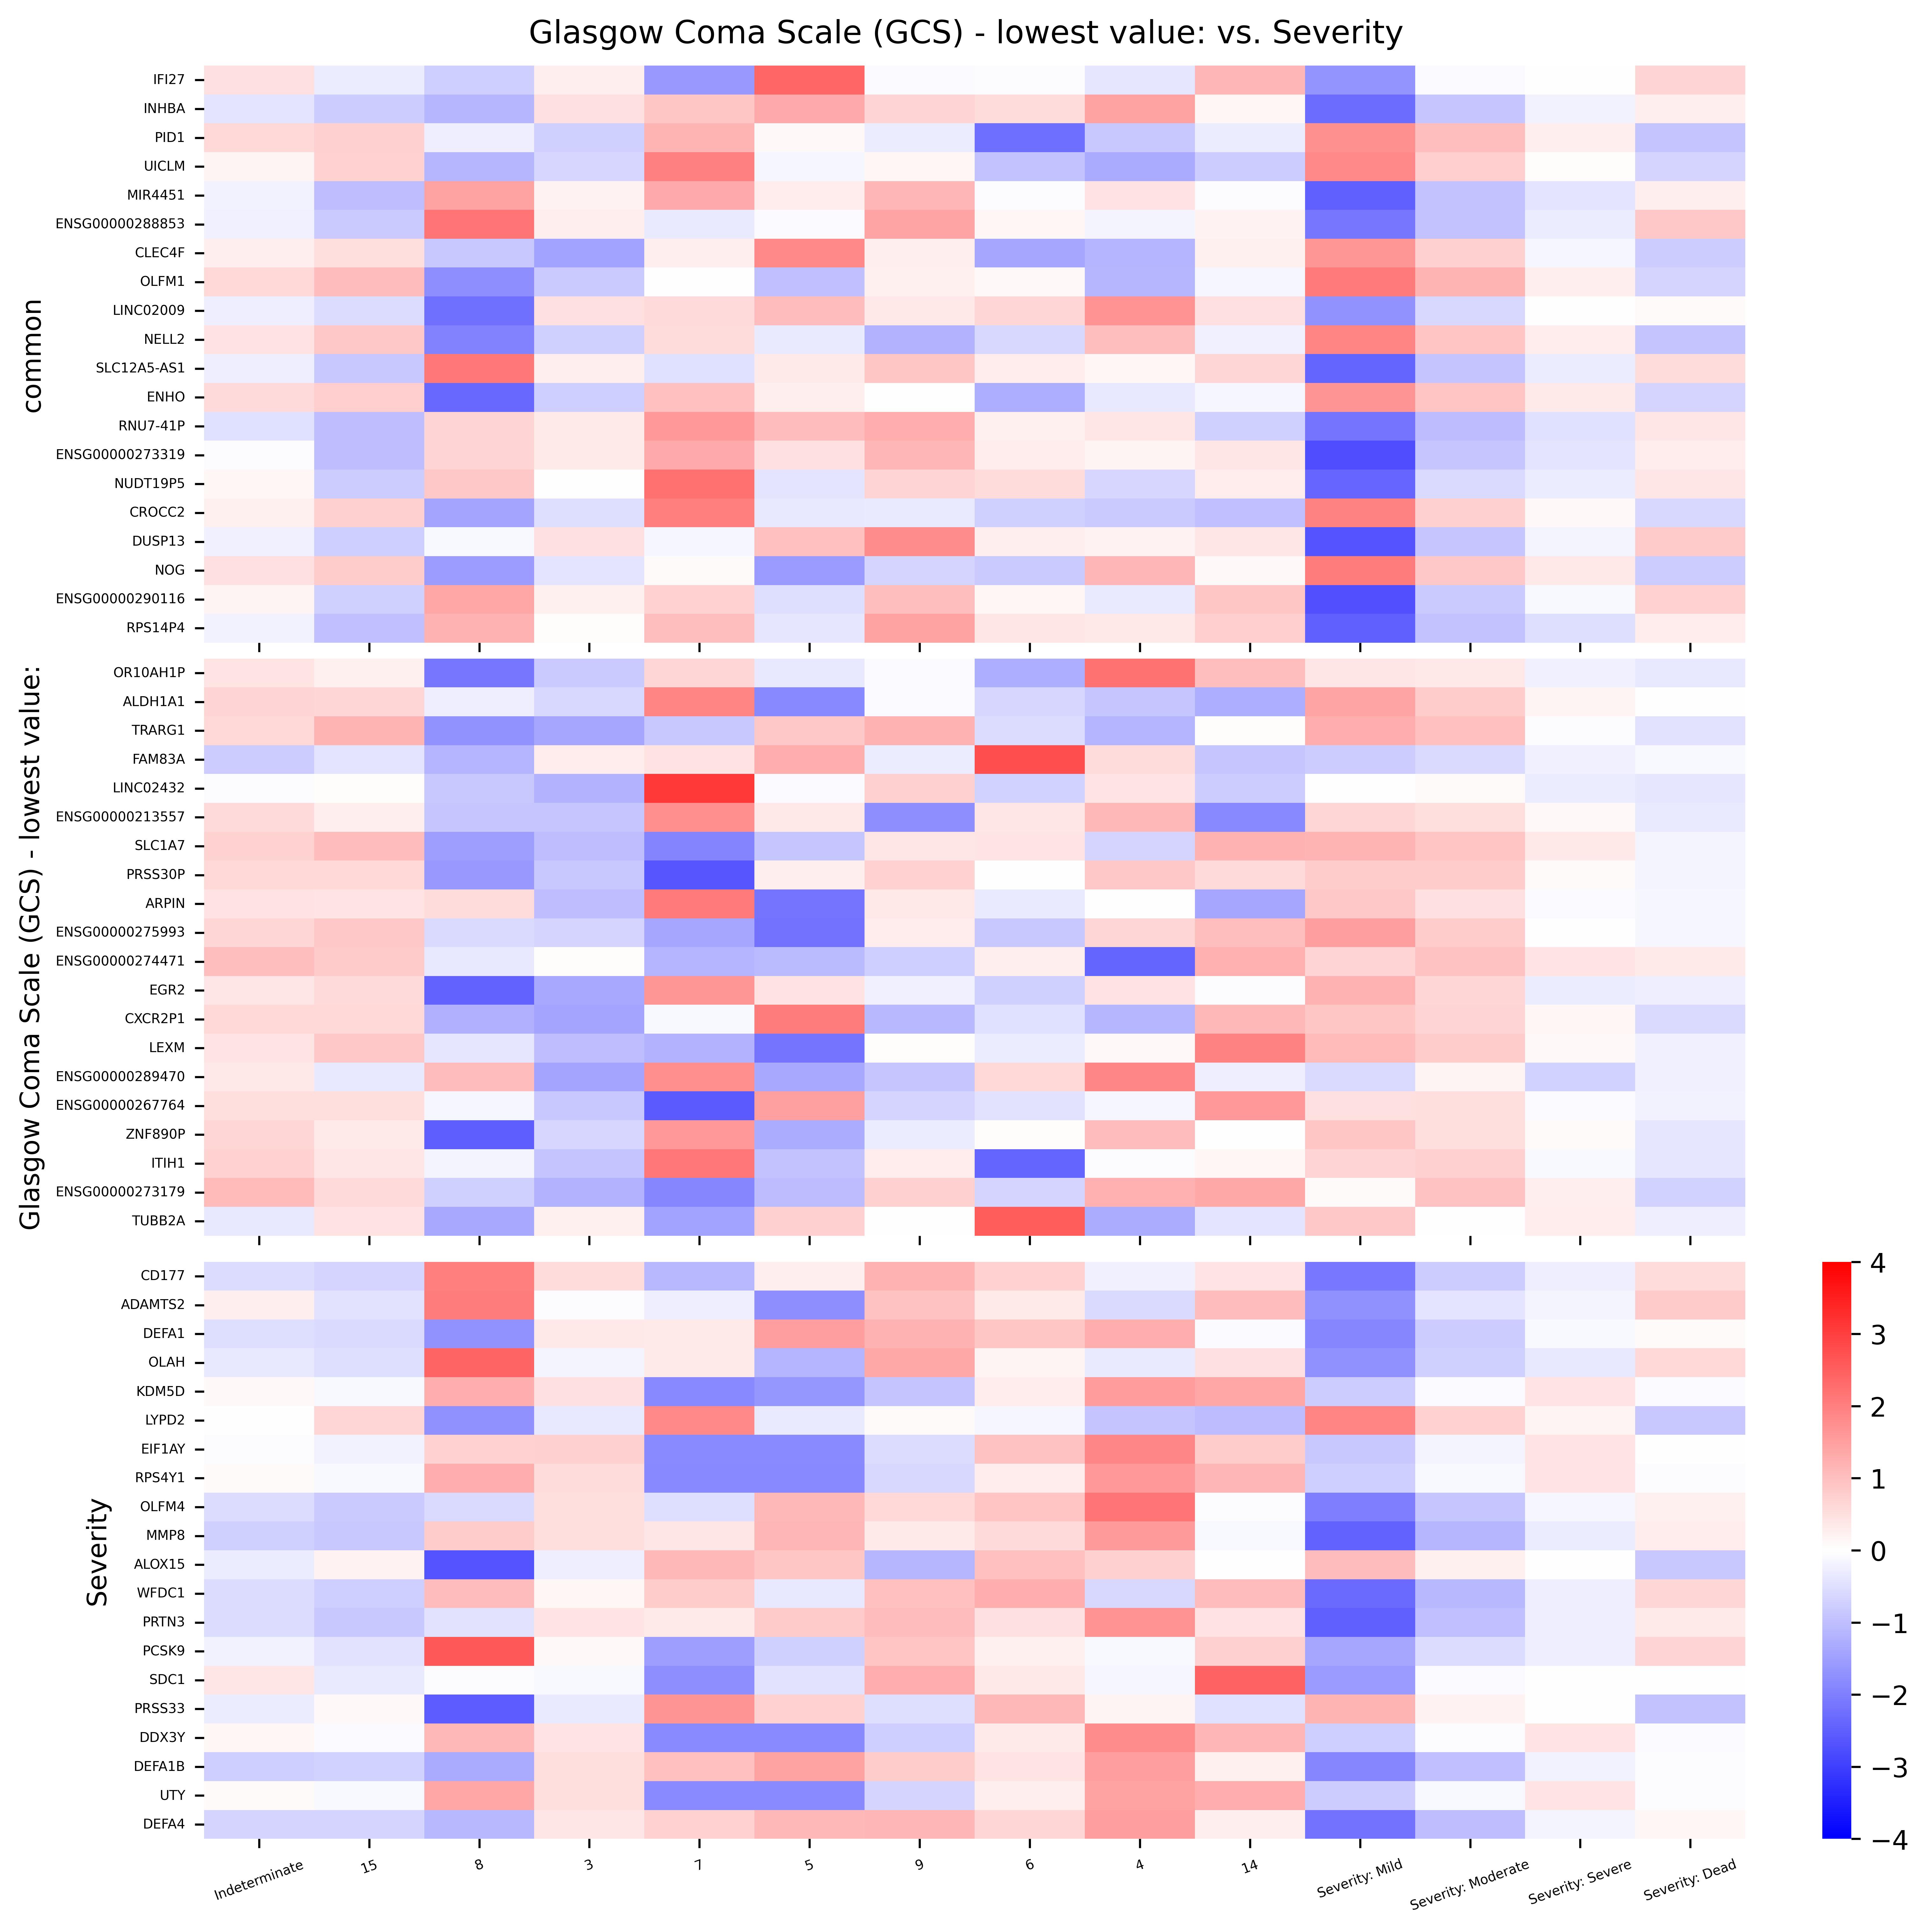 Glasgow Coma Scale (GCS) - lowest value: vs. Severity
common
IFI27
INHBA
PID1
UICLM
MIR4451
ENSG00000288853
CLEC4F
OLFM1
LINC02009
NELL2
SLC12A5-AS1
ENHO
RNU7-41P
ENSG00000273319
NUDT19P5
CROCC2
DUSP13
NOG
ENSG00000290116
RPS14P4
Glasgow Coma Scale (GCS) - lowest value:
OR10AH1P
ALDH1A1
TRARG1
FAM83A
LINC02432
ENSG00000213557
SLC1A7
PRSS30P
ARPIN
ENSG00000275993
ENSG00000274471
EGR2
CXCR2P1
LEXM
ENSG00000289470
ENSG00000267764
ZNF890P
ITIH1
ENSG00000273179
TUBB2A
Severity
CD177
ADAMTS2
DEFA1
OLAH
KDM5D
LYPD2
EIF1AY
RPS4Y1
OLFM4
MMP8
ALOX15
WFDC1
PRTN3
PCSK9
SDC1
PRSS33
DDX3Y
DEFA1B
UTY
DEFA4
Indeterminate
15
8
3
7
5
9
6
4
14
Severity: Mild
Severity: Moderate
Severity: Severe
Severity: Dead
4
3
2
1
0
−1
−2
−3
−4